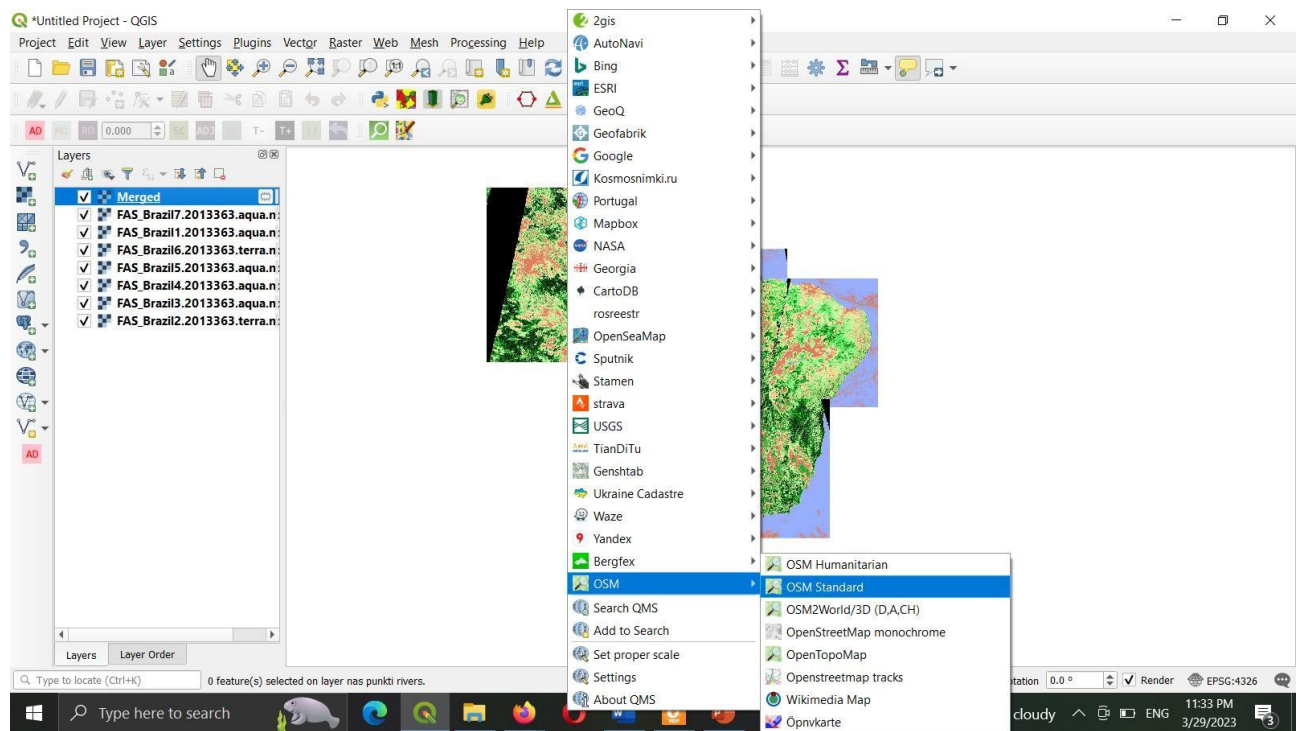 *Untitled Project - QGIS
Project Edit View Layer Settings Plugins Vector Raster Web Mesh Processing Help
AD
0.000
T-
T+
Layers
Merged
FAS_Brazil7.2013363.aqua.n
FAS_Brazil1.2013363.aqua.n
FAS_Brazil6.2013363.terra.n
FAS_Brazil5.2013363.aqua.n
FAS_Brazil4.2013363.aqua.n
FAS_Brazil3.2013363.aqua.n
FAS_Brazil2.2013363.terra.n
AD
Layers Layer Order
2gis
AutoNavi
Bing
ESRI
GeoQ
Geofabrik
Google
Kosmosnimki.ru
Portugal
Mapbox
NASA
Georgia
CartoDB
rosreestr
OpenSeaMap
Sputnik
Stamen
strava
USGS
TianDiTu
Genshtab
Ukraine Cadastre
Waze
Yandex
Bergfex
OSM
Search QMS
Add to Search
Set proper scale
Settings
About QMS
OSM Humanitarian
OSM Standard
OSM2World/3D (D,A,CH)
OpenStreetMap monochrome
OpenTopoMap
Openstreetmap tracks
Wikimedia Map
Öpnvkarte
Type to locate (Ctrl+K) 0 feature(s) selected on layer nas punkti rivers.
tation 0.0 ° Render EPSG:4326
Type here to search
cloudy ENG
11:33 PM
3/29/2023
3